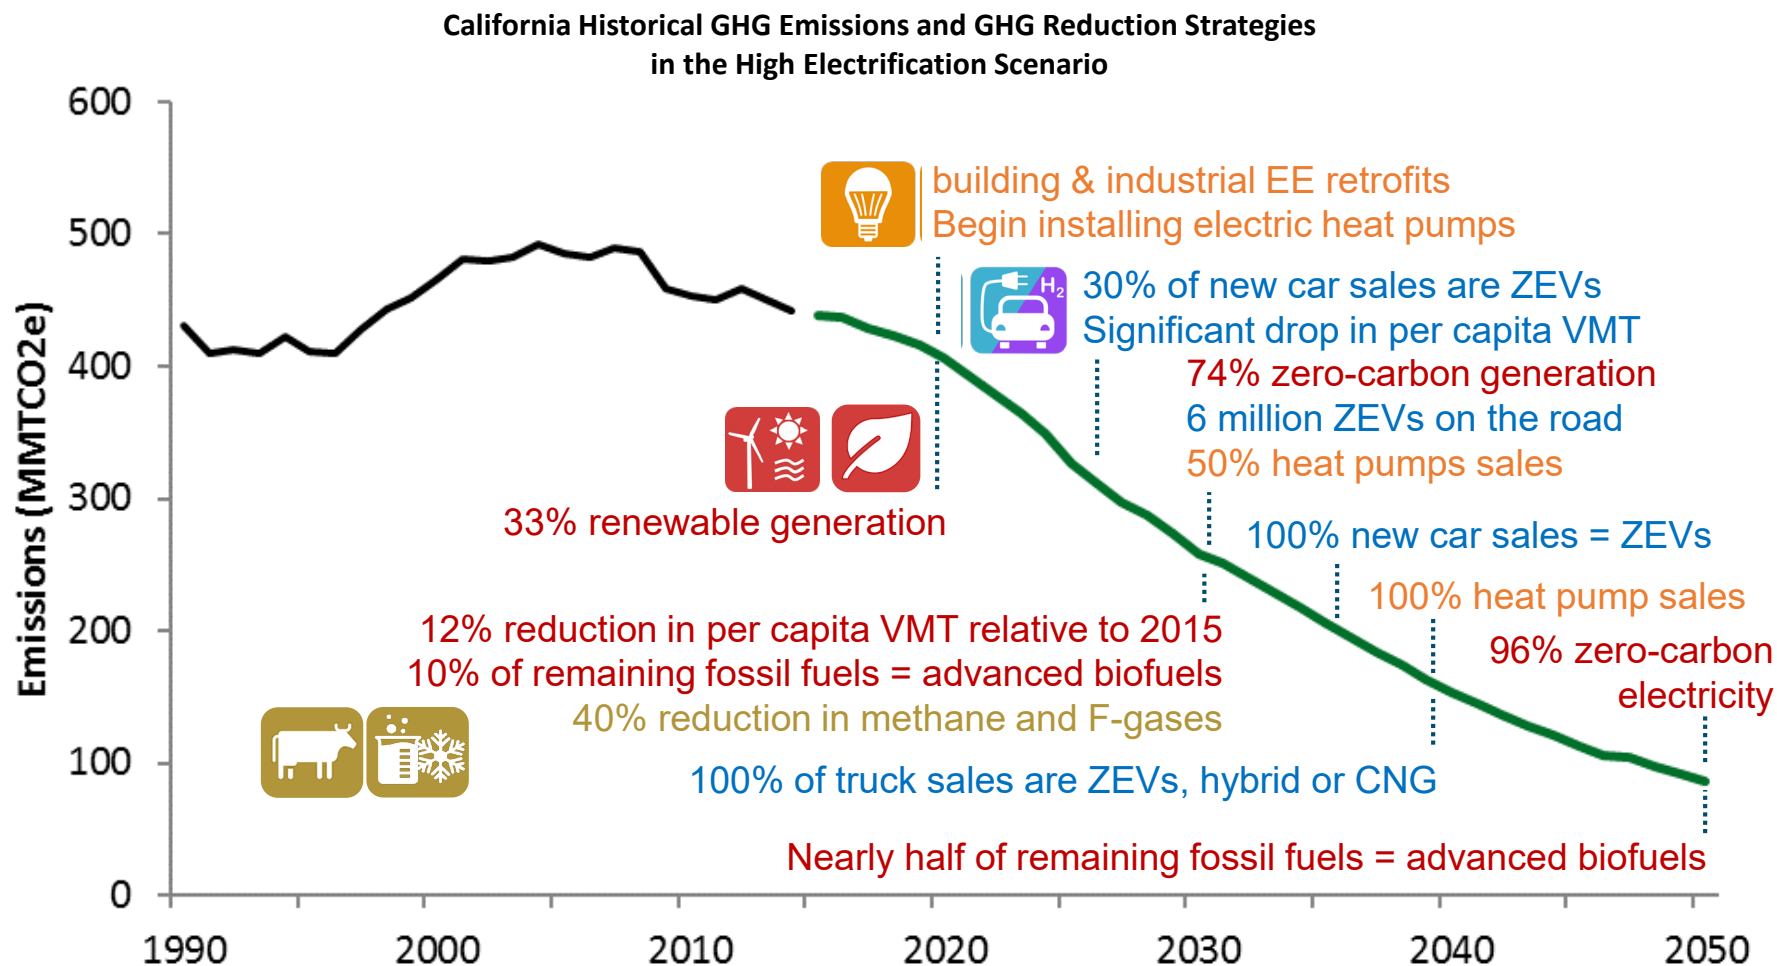 California Historical GHG Emissions and GHG Reduction Strategies
in the High Electrification Scenario
Emissions (MMTCO2e)
600
500
400
300
200
100
0
building & industrial EE retrofits
Begin installing electric heat pumps
H2
30% of new car sales are ZEVs
Significant drop in per capita VMT
74% zero-carbon generation
6 million ZEVs on the road
50% heat pumps sales
33% renewable generation
100% new car sales = ZEVs
100% heat pump sales
12% reduction in per capita VMT relative to 2015
96% zero-carbon
electricity
10% of remaining fossil fuels = advanced biofuels
40% reduction in methane and F-gases
100% of truck sales are ZEVs, hybrid or CNG
Nearly half of remaining fossil fuels = advanced biofuels
1990
2000
2010
2020
2030
2040
2050